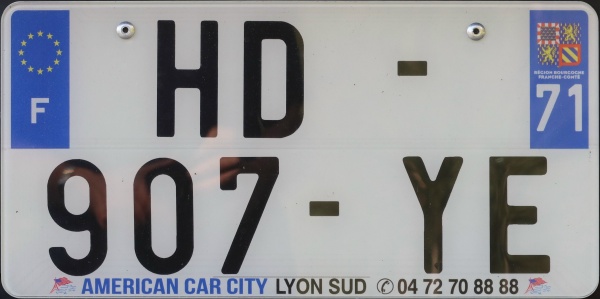 HD -
F
RÉGION BOURGOGNE
FRANCHE-COMTÉ
71
907- YE
AMERICAN CAR CITY LYON SUD ✆ 04 72 70 88 88